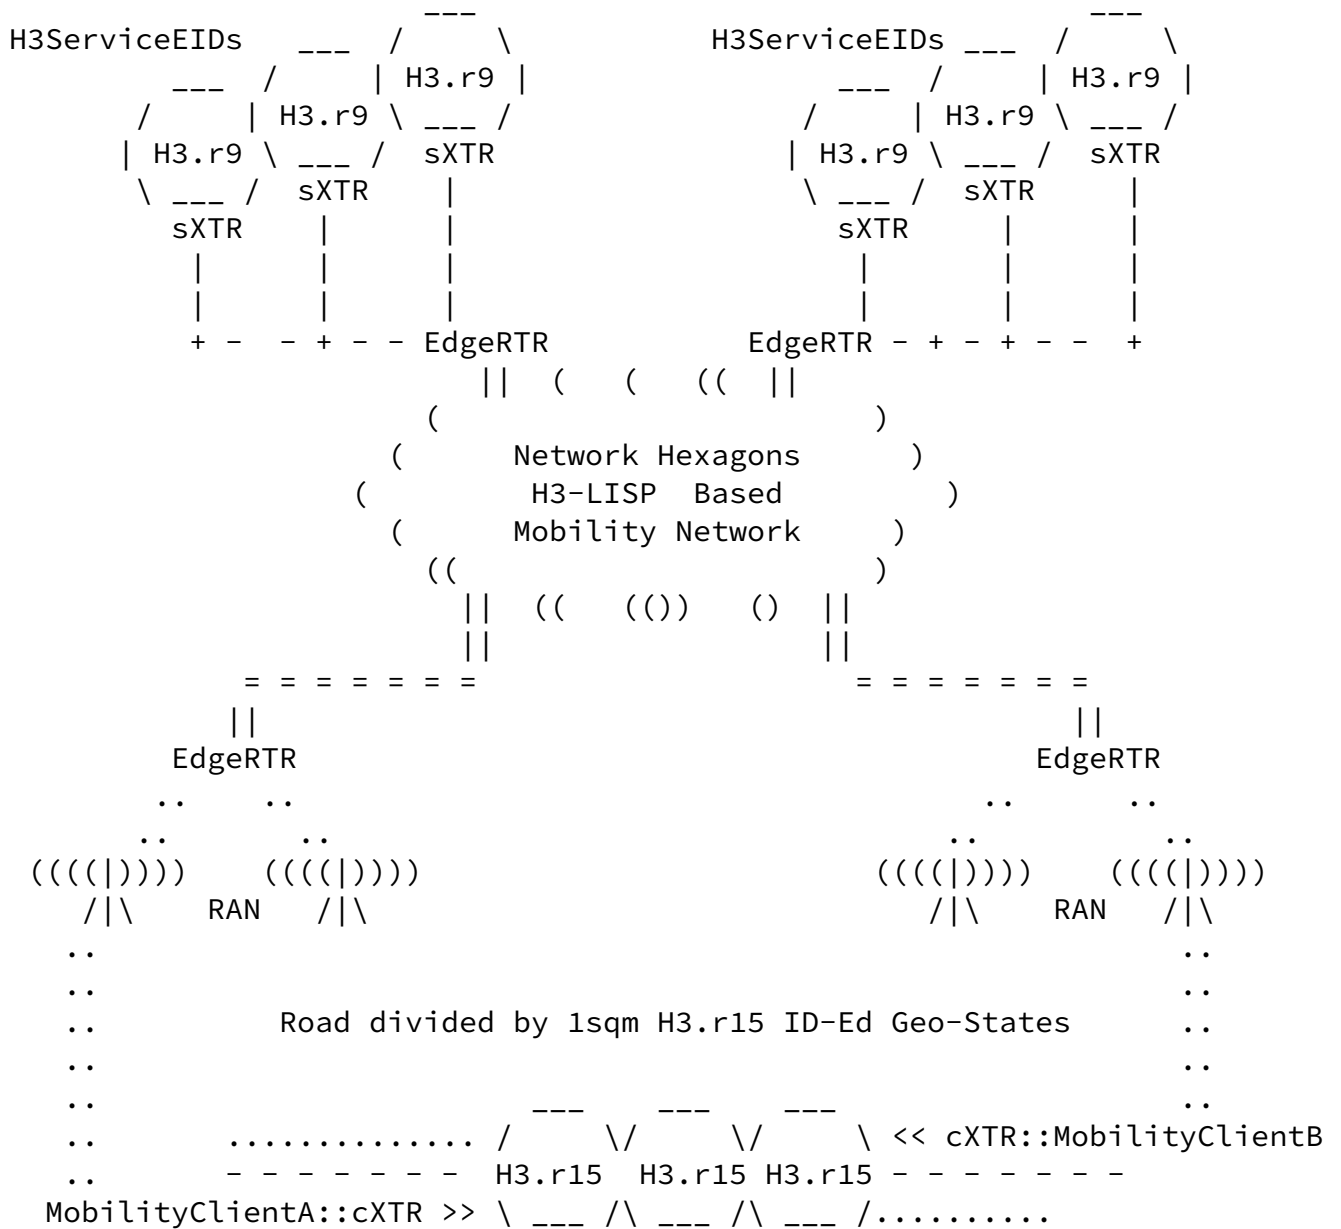 H3ServiceEIDs H3ServiceEIDs
H3.r9 H3.r9
H3.r9 H3.r9
H3.r9 sXTR H3.r9 sXTR
sXTR sXTR
sXTR sXTR
EdgeRTR EdgeRTR
Network Hexagons
H3-LISP Based
Mobility Network
EdgeRTR EdgeRTR
RAN RAN
Road divided by 1sqm H3.r15 ID-Ed Geo-States
<< cXTR::MobilityClientB
H3.r15 H3.r15 H3.r15
MobilityClientA::cXTR >>